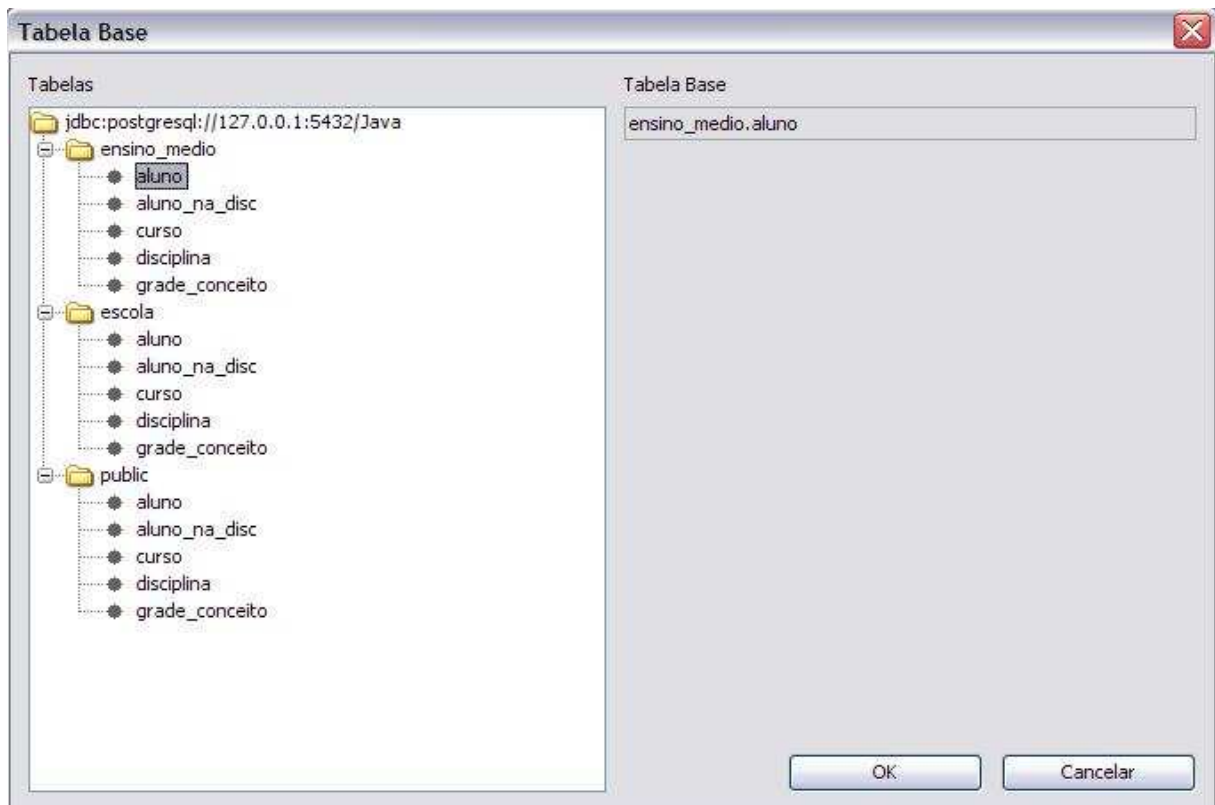 Tabela Base
Tabelas
jdbc:postgresql://127.0.0.1:5432/Java
ensino_medio
aluno
aluno_na_disc
curso
disciplina
grade_conceito
escola
aluno
aluno_na_disc
curso
disciplina
grade_conceito
public
aluno
aluno_na_disc
curso
disciplina
grade_conceito
Tabela Base
ensino_medio.aluno
OK
Cancelar